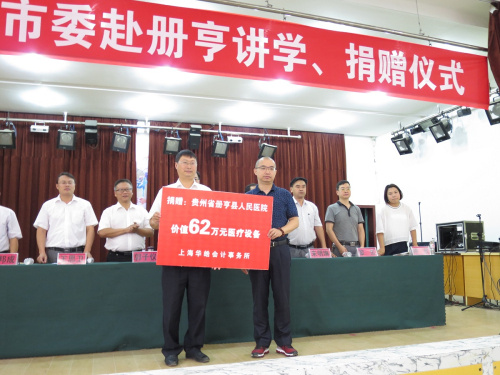 市委赴册亨讲学、捐赠仪式
捐赠：贵州省册亨县人民医院
价值62万元医疗设备
上海华皓会计事务所